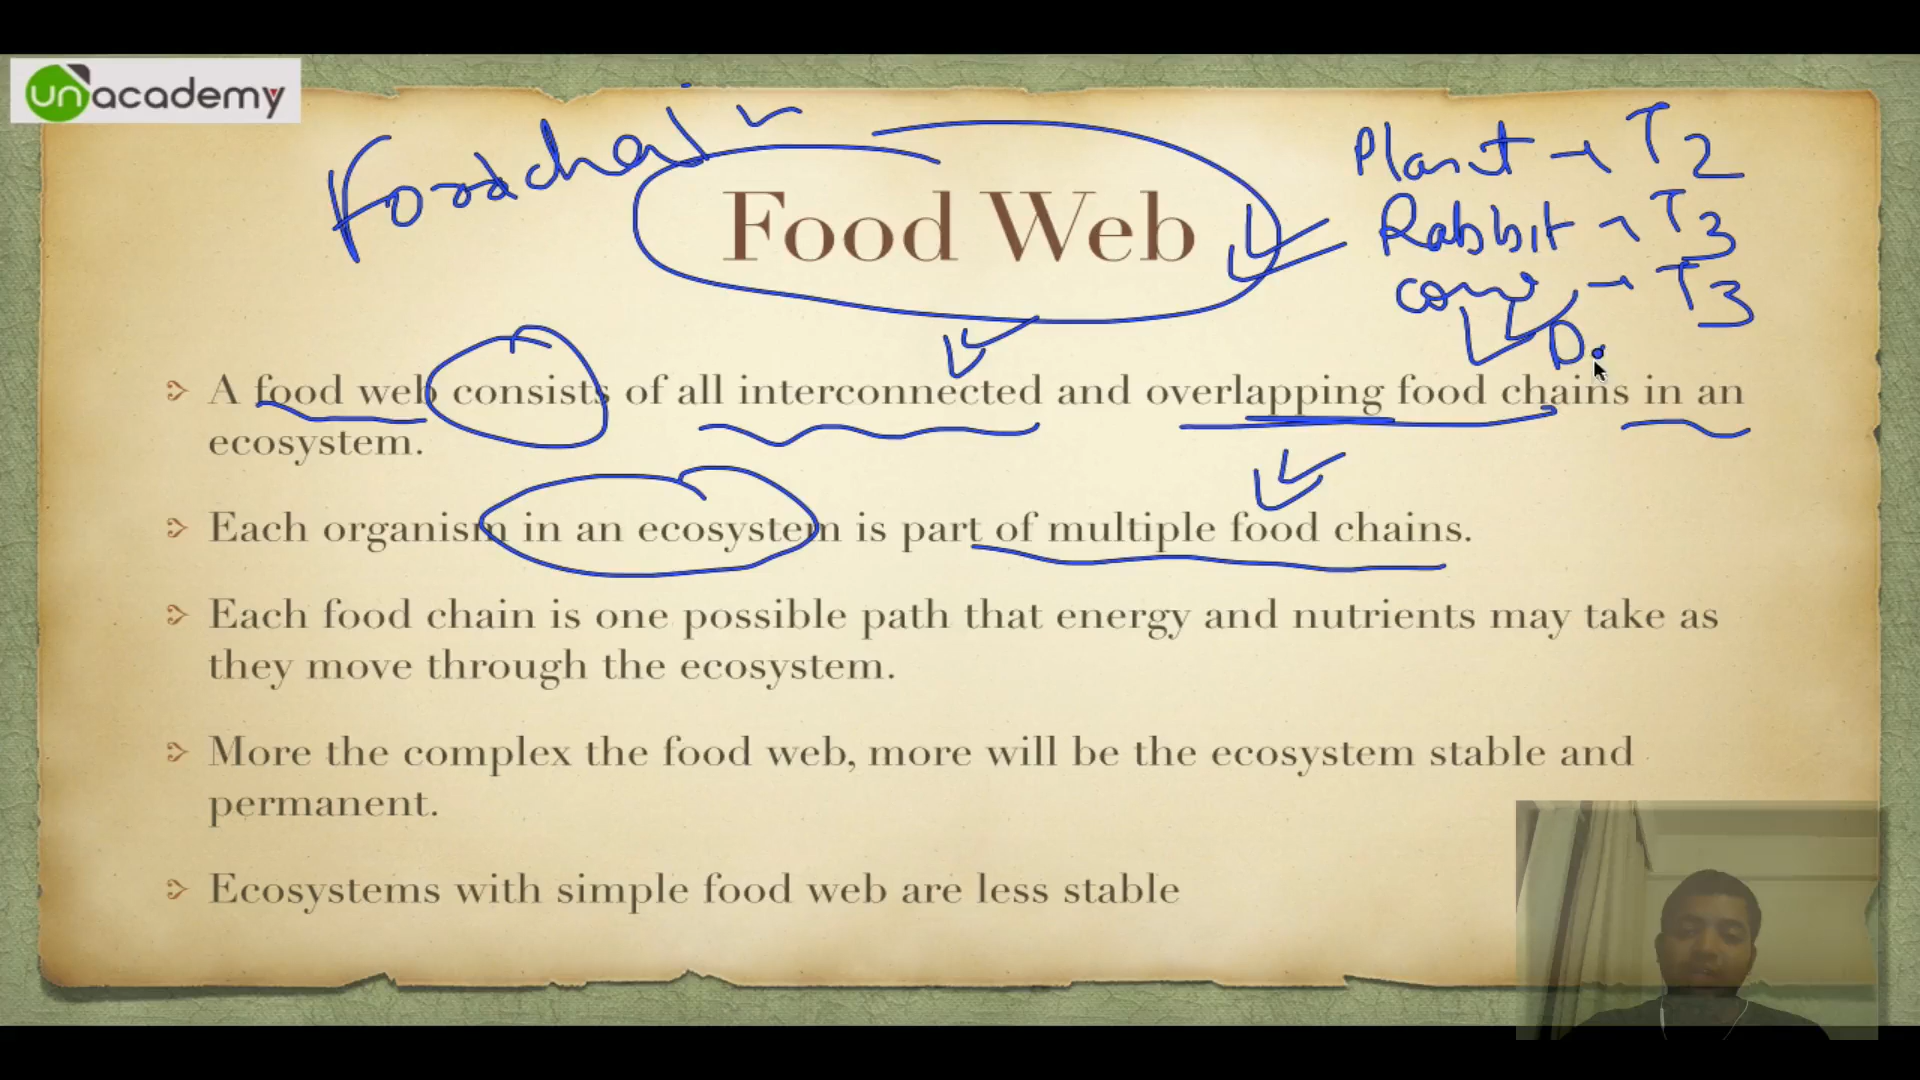 unacademy
Foodchai
Plant → T2
Rabbit → T3
→ T3
D.
Food Web
A food web consists of all interconnected and overlapping food chains in an
ecosystem.
Each organism in an ecosystem is part of multiple food chains.
Each food chain is one possible path that energy and nutrients may take as
they move through the ecosystem.
More the complex the food web, more will be the ecosystem stable and
permanent.
Ecosystems with simple food web are less stable